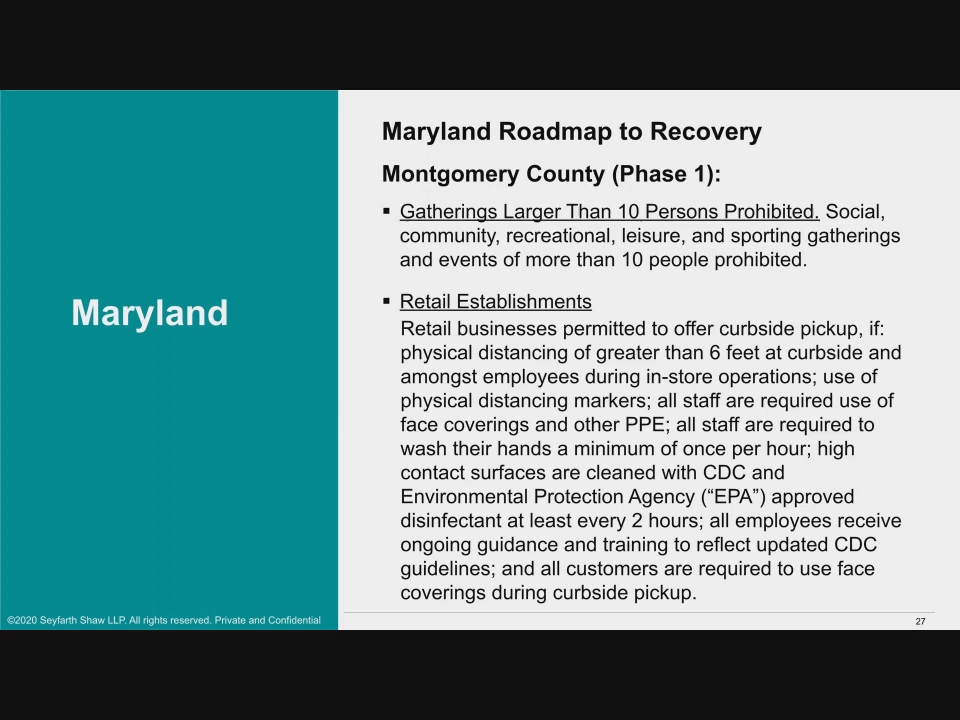 Maryland
©2020 Seyfarth Shaw LLP. All rights reserved. Private and Confidential
Maryland Roadmap to Recovery
Montgomery County (Phase 1):
▪ Gatherings Larger Than 10 Persons Prohibited. Social,
community, recreational, leisure, and sporting gatherings
and events of more than 10 people prohibited.
▪ Retail Establishments
Retail businesses permitted to offer curbside pickup, if:
physical distancing of greater than 6 feet at curbside and
amongst employees during in-store operations; use of
physical distancing markers; all staff are required use of
face coverings and other PPE; all staff are required to
wash their hands a minimum of once per hour; high
contact surfaces are cleaned with CDC and
Environmental Protection Agency (“EPA”) approved
disinfectant at least every 2 hours; all employees receive
ongoing guidance and training to reflect updated CDC
guidelines; and all customers are required to use face
coverings during curbside pickup.
27